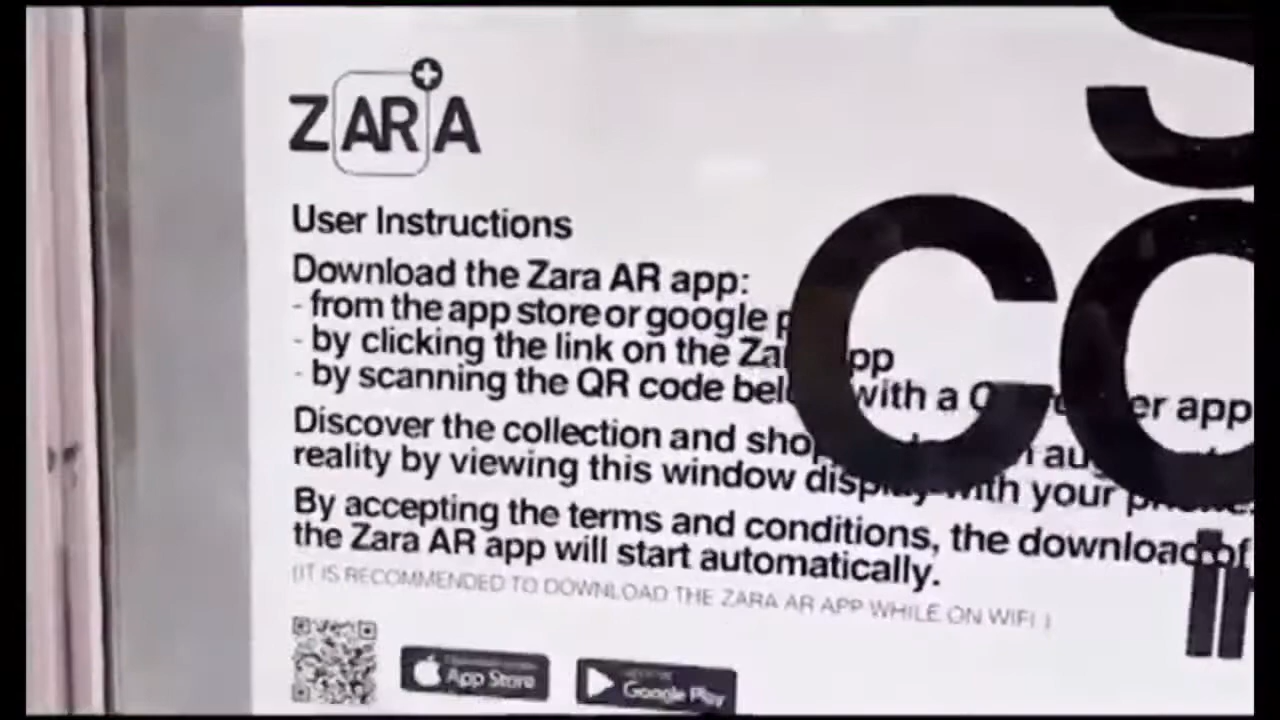 ZARA
User Instructions
Download the Zara AR app:
- from the app store or google
- by clicking the link on the
- by scanning the QR code with a app
Discover the collection and
reality by viewing this window display with your
By accepting the terms and conditions, the download of
the Zara AR app will start automatically.
(IT IS RECOMMENDED TO DOWNLOAD THE ZARA AR APP WHILE ON WIFI)
App Store
Google Play